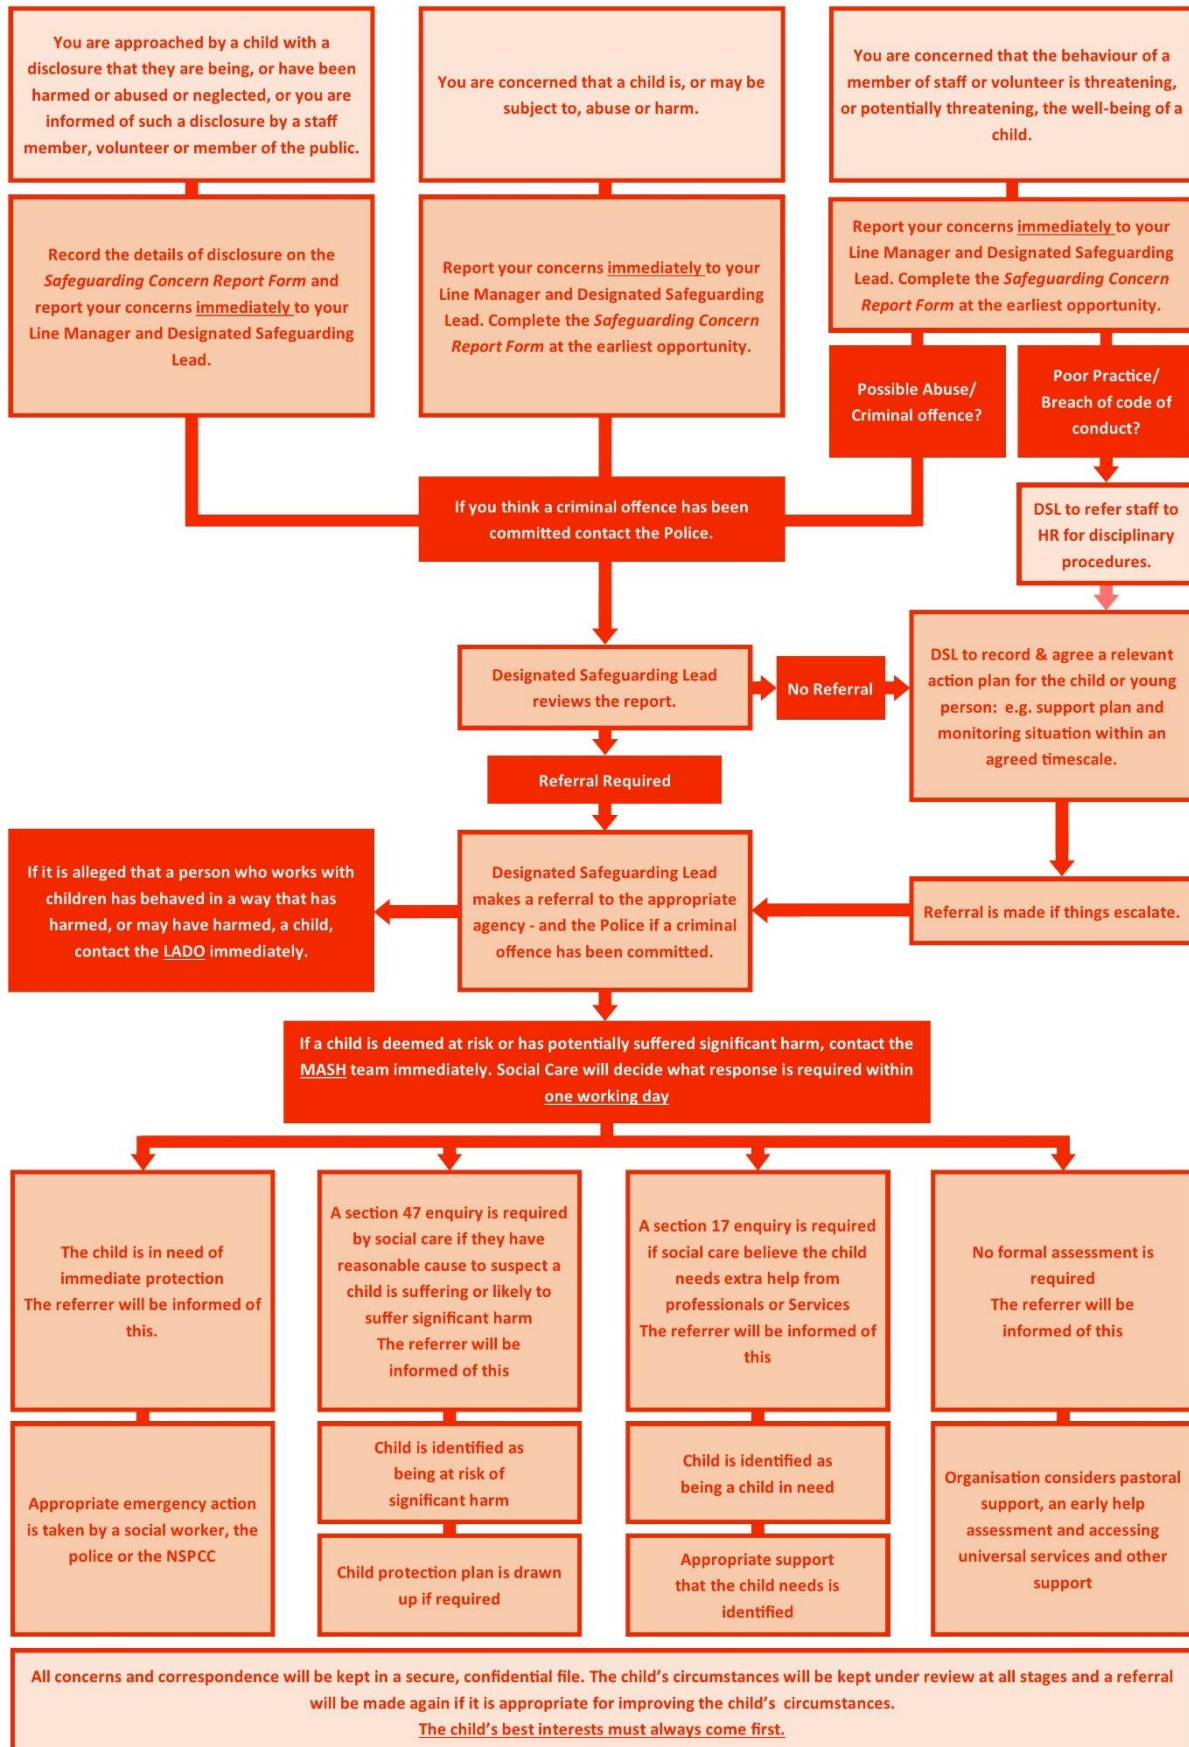 You are approached by a child with a
disclosure that they are being, or have been
harmed or abused or neglected, or you are
informed of such a disclosure by a staff
member, volunteer or member of the public.
You are concerned that a child is, or may be
subject to, abuse or harm.
You are concerned that the behaviour of a
member of staff or volunteer is threatening,
or potentially threatening, the well-being of a
child.
Record the details of disclosure on the
Safeguarding Concern Report Form and
report your concerns immediately to your
Line Manager and Designated Safeguarding
Lead.
Report your concerns immediately to your
Line Manager and Designated Safeguarding
Lead. Complete the Safeguarding Concern
Report Form at the earliest opportunity.
Report your concerns immediately to your
Line Manager and Designated Safeguarding
Lead. Complete the Safeguarding Concern
Report Form at the earliest opportunity.
Possible Abuse/
Criminal offence?
Poor Practice/
Breach of code of
conduct?
If you think a criminal offence has been
committed contact the Police.
DSL to refer staff to
HR for disciplinary
procedures.
Designated Safeguarding Lead
reviews the report.
No Referral
DSL to record & agree a relevant
action plan for the child or young
person: e.g. support plan and
monitoring situation within an
agreed timescale.
Referral Required
If it is alleged that a person who works with
children has behaved in a way that has
harmed, or may have harmed, a child,
contact the LADO immediately.
Designated Safeguarding Lead
makes a referral to the appropriate
agency - and the Police if a criminal
offence has been committed.
Referral is made if things escalate.
If a child is deemed at risk or has potentially suffered significant harm, contact the
MASH team immediately. Social Care will decide what response is required within
one working day
The child is in need of
immediate protection
The referrer will be informed of
this.
A section 47 enquiry is required
by social care if they have
reasonable cause to suspect a
child is suffering or likely to
suffer significant harm
The referrer will be
informed of this
A section 17 enquiry is required
if social care believe the child
needs extra help from
professionals or Services
The referrer will be informed of
this
No formal assessment is
required
The referrer will be
informed of this
Appropriate emergency action
is taken by a social worker, the
police or the NSPCC
Child is identified as
being at risk of
significant harm
Child protection plan is drawn
up if required
Child is identified as
being a child in need
Appropriate support
that the child needs is
identified
Organisation considers pastoral
support, an early help
assessment and accessing
universal services and other
support
All concerns and correspondence will be kept in a secure, confidential file. The child’s circumstances will be kept under review at all stages and a referral
will be made again if it is appropriate for improving the child’s circumstances.
The child’s best interests must always come first.